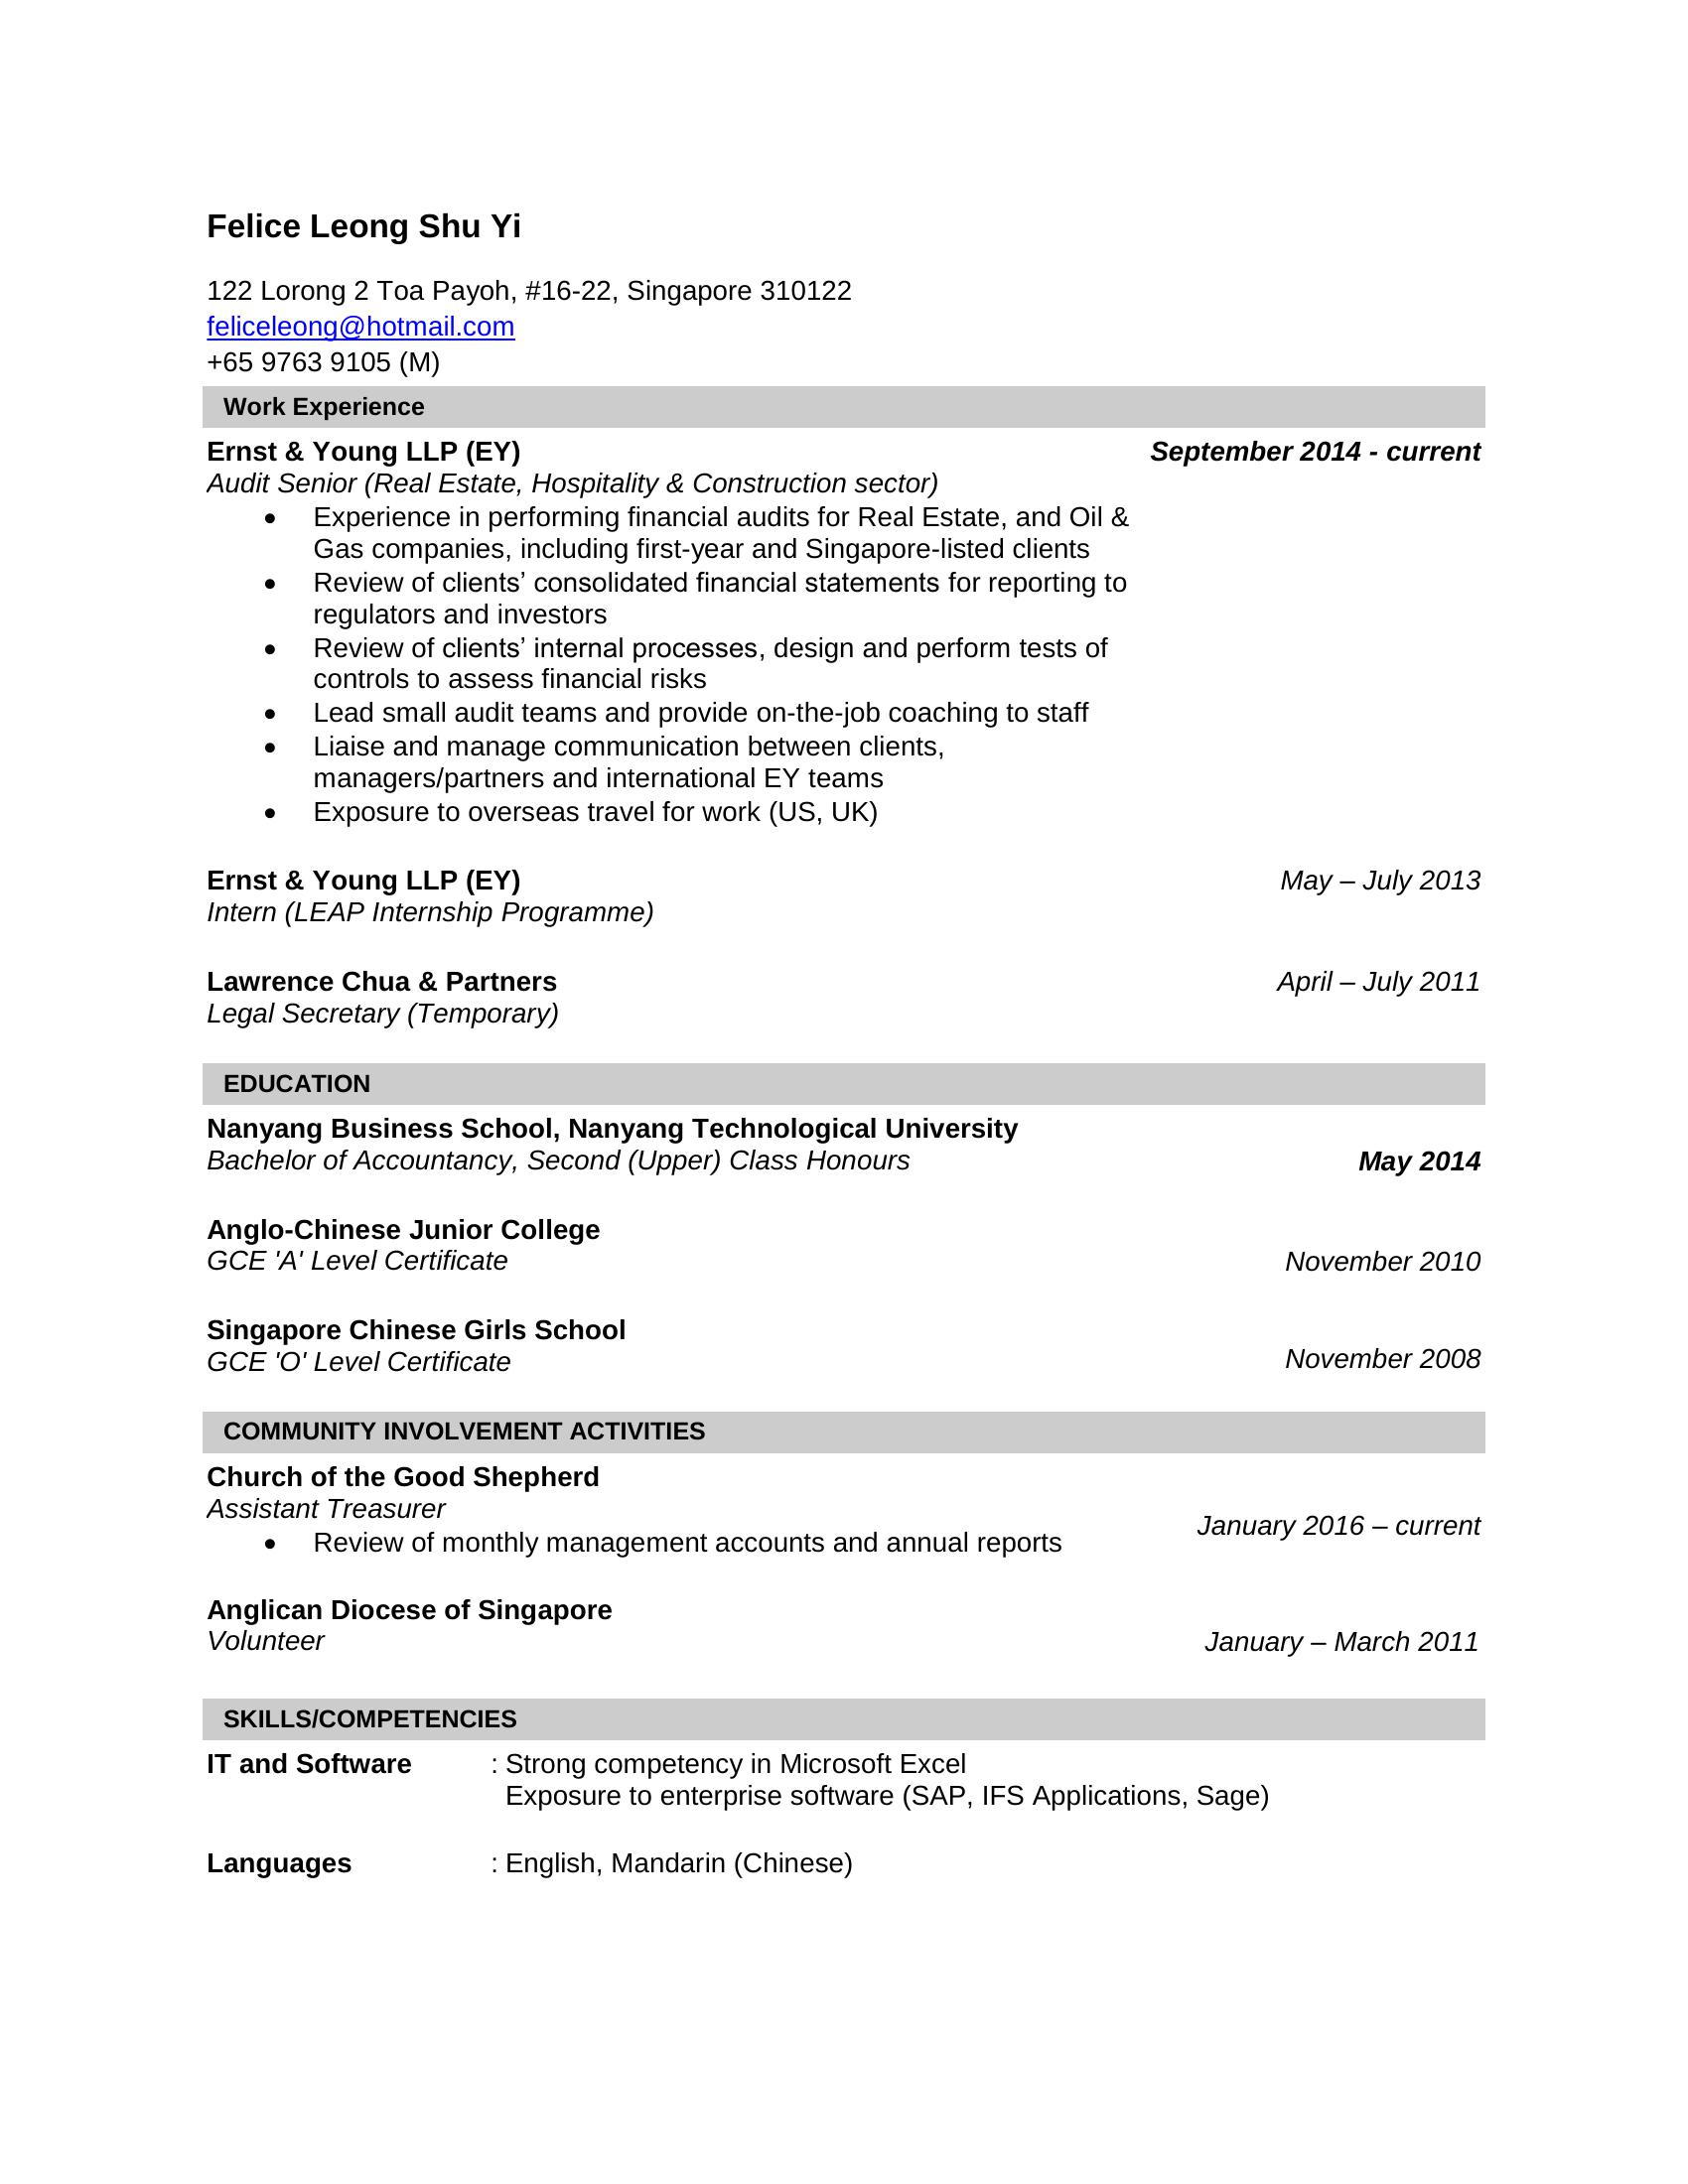 Felice Leong Shu Yi
122 Lorong 2 Toa Payoh, #16-22, Singapore 310122
feliceleong@hotmail.com
+65 9763 9105 (M)
Work Experience
Ernst & Young LLP (EY) September 2014 - current
Audit Senior (Real Estate, Hospitality & Construction sector)
• Experience in performing financial audits for Real Estate, and Oil &
Gas companies, including first-year and Singapore-listed clients
• Review of clients’ consolidated financial statements for reporting to
regulators and investors
• Review of clients’ internal processes, design and perform tests of
controls to assess financial risks
• Lead small audit teams and provide on-the-job coaching to staff
• Liaise and manage communication between clients,
managers/partners and international EY teams
• Exposure to overseas travel for work (US, UK)
Ernst & Young LLP (EY) May – July 2013
Intern (LEAP Internship Programme)
Lawrence Chua & Partners April – July 2011
Legal Secretary (Temporary)
EDUCATION
Nanyang Business School, Nanyang Technological University
Bachelor of Accountancy, Second (Upper) Class Honours May 2014
Anglo-Chinese Junior College
GCE 'A' Level Certificate November 2010
Singapore Chinese Girls School
GCE 'O' Level Certificate November 2008
COMMUNITY INVOLVEMENT ACTIVITIES
Church of the Good Shepherd
Assistant Treasurer
January 2016 – current
• Review of monthly management accounts and annual reports
Anglican Diocese of Singapore
Volunteer January – March 2011
SKILLS/COMPETENCIES
IT and Software : Strong competency in Microsoft Excel
Exposure to enterprise software (SAP, IFS Applications, Sage)
Languages : English, Mandarin (Chinese)